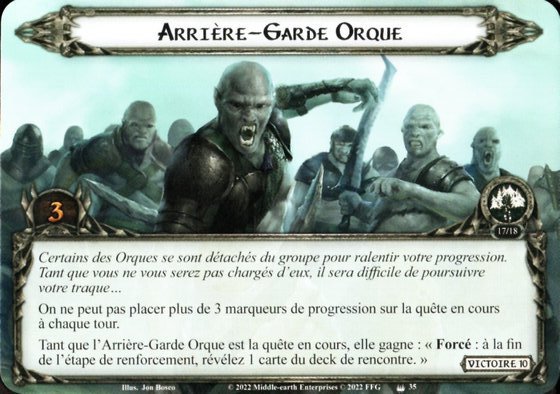 Arrière-Garde Orque
3
17/18
Certains des Orques se sont détachés du groupe pour ralentir votre progression.
Tant que vous ne vous serez pas chargés d'eux, il sera difficile de poursuivre
votre traque…
On ne peut pas placer plus de 3 marqueurs de progression sur la quête en cours
à chaque tour.
Tant que l'Arrière-Garde Orque est la quête en cours, elle gagne : « Forcé : à la fin
de l'étape de renforcement, révélez 1 carte du deck de rencontre. »
VICTOIRE 10
Illus. Jon Bosco
© 2022 Middle-earth Enterprises © 2022 FFG
35